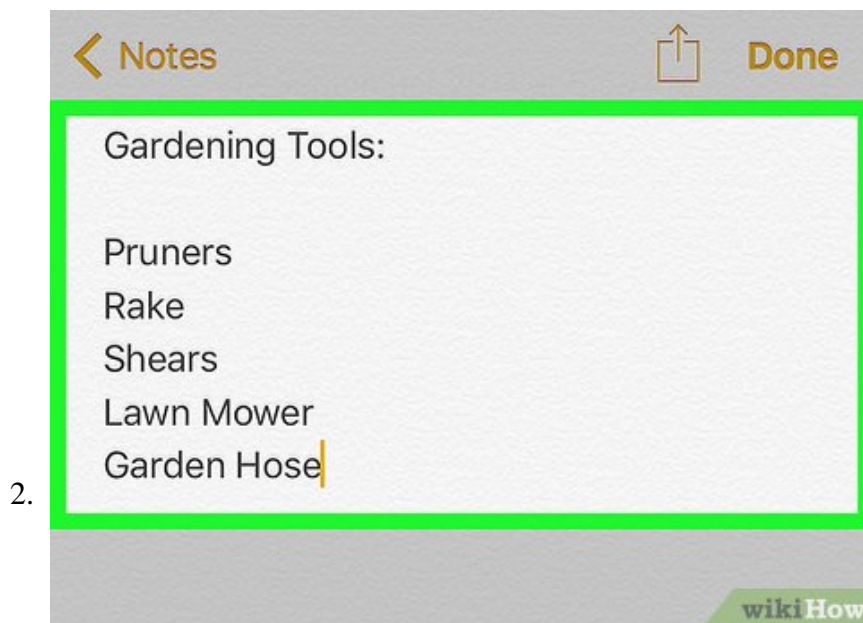 Notes Done
Gardening Tools:
Pruners
Rake
Shears
Lawn Mower
Garden Hose
2.
wikiHow